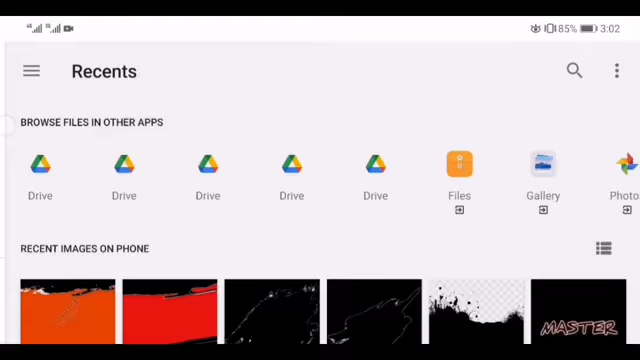 85% 3:02
Recents
BROWSE FILES IN OTHER APPS
Drive Drive Drive Drive Drive Files Gallery Photo
RECENT IMAGES ON PHONE
MASTER